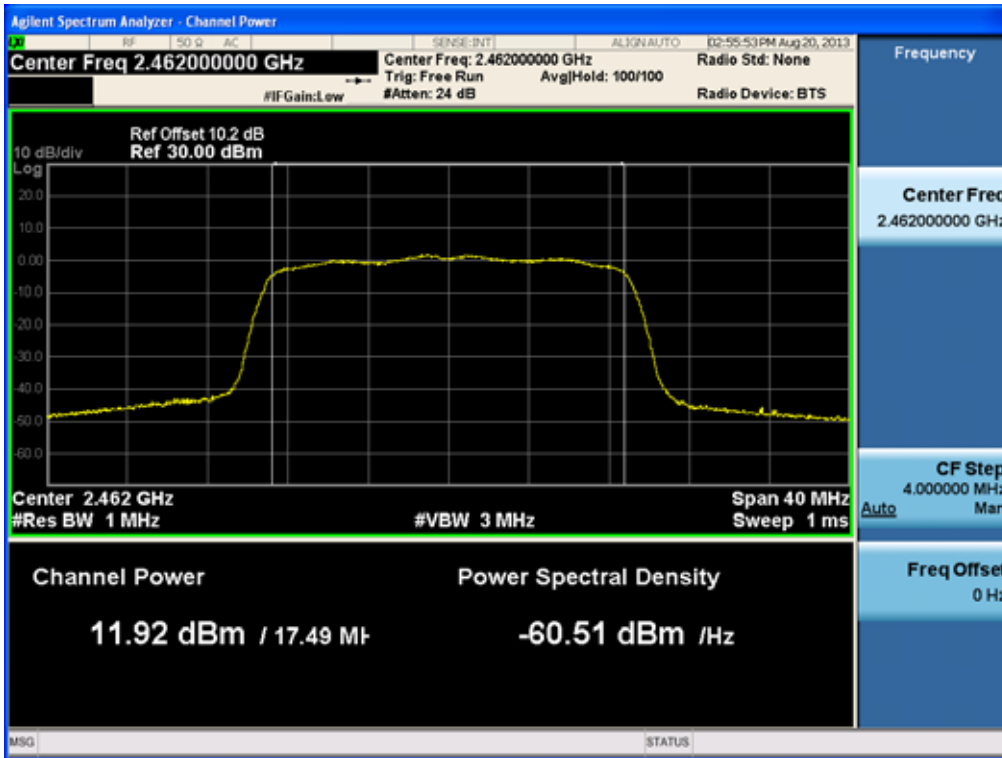 Agilent Spectrum Analyzer - Channel Power
RF 50 Ω AC SENSE:INT ALIGN AUTO 02:55:53 PM Aug 20, 2013
Center Freq 2.462000000 GHz
Center Freq: 2.462000000 GHz
Radio Std: None
Trig: Free Run Avg|Hold: 100/100
#IFGain:Low
#Atten: 24 dB
Radio Device: BTS
Ref Offset 10.2 dB
10 dB/div Ref 30.00 dBm
Log
20.0
10.0
0.00
-10.0
-20.0
-30.0
-40.0
-50.0
-60.0
Center 2.462 GHz
Span 40 MHz
#Res BW 1 MHz
#VBW 3 MHz
Sweep 1 ms
Channel Power
Power Spectral Density
11.92 dBm / 17.49 MH
-60.51 dBm /Hz
MSG
STATUS
Frequency
Center Freq
2.462000000 GHz
CF Step
4.000000 MHz
Auto Man
Freq Offset
0 Hz